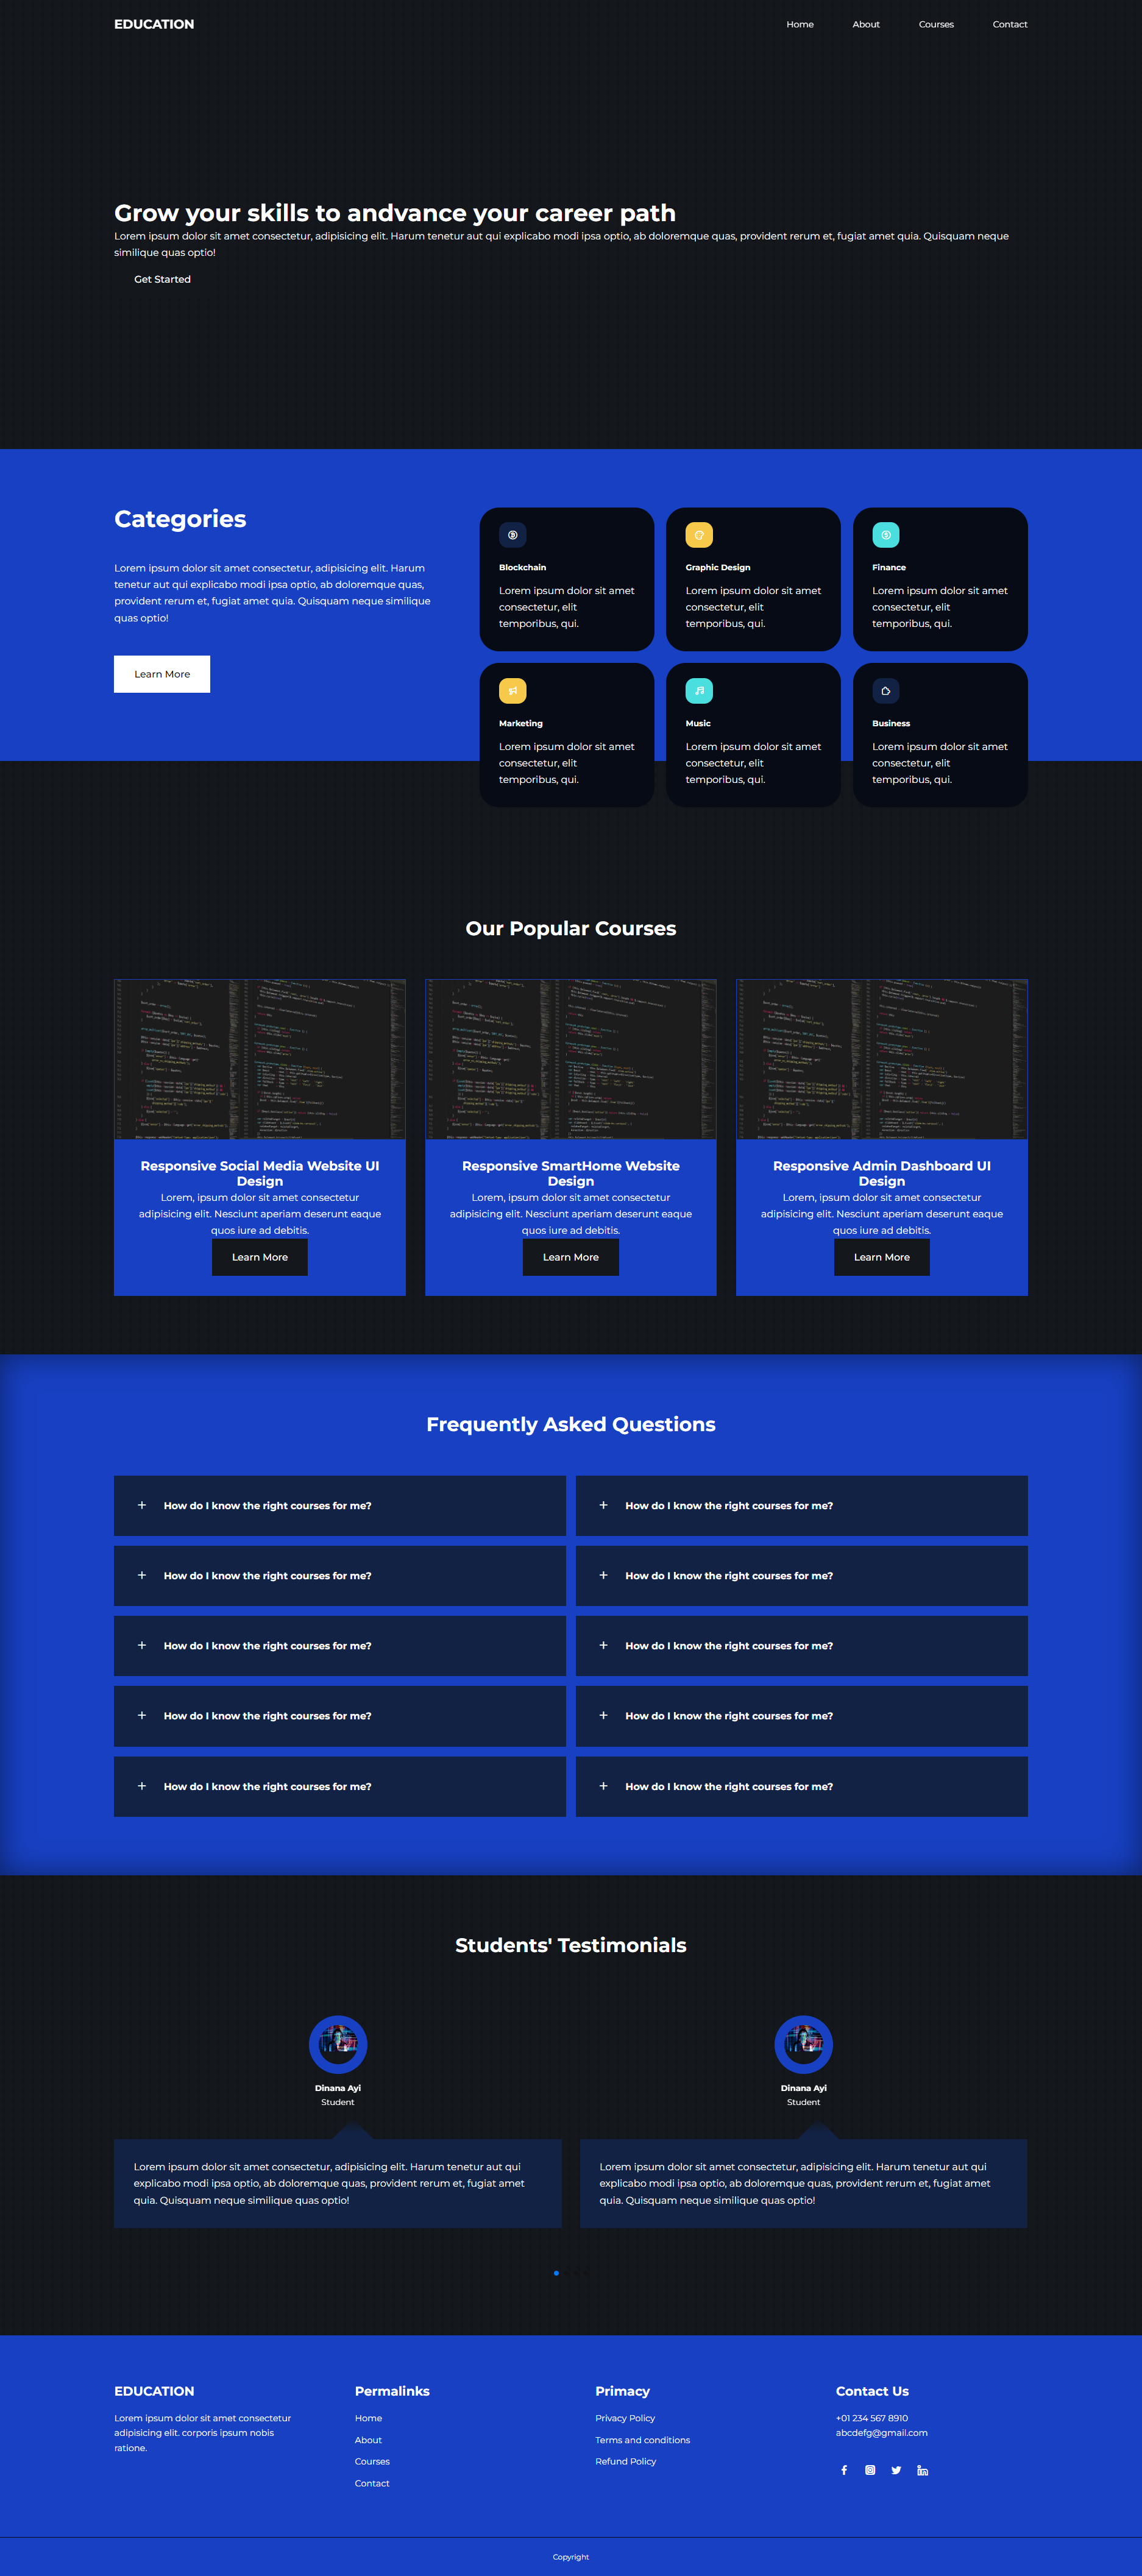 EDUCATION
Home
About
Courses
Contact
Grow your skills to andvance your career path
Lorem ipsum dolor sit amet consectetur, adipisicing elit. Harum tenetur aut qui explicabo modi ipsa optio, ab doloremque quas, provident rerum et, fugiat amet quia. Quisquam neque
similique quas optio!
Get Started
Categories
Lorem ipsum dolor sit amet consectetur, adipisicing elit. Harum
tenetur aut qui explicabo modi ipsa optio, ab doloremque quas,
provident rerum et, fugiat amet quia. Quisquam neque similique
quas optio!
Learn More
Blockchain
Lorem ipsum dolor sit amet
consectetur, elit
temporibus, qui.
Graphic Design
Lorem ipsum dolor sit amet
consectetur, elit
temporibus, qui.
Finance
Lorem ipsum dolor sit amet
consectetur, elit
temporibus, qui.
Marketing
Lorem ipsum dolor sit amet
consectetur, elit
temporibus, qui.
Music
Lorem ipsum dolor sit amet
consectetur, elit
temporibus, qui.
Business
Lorem ipsum dolor sit amet
consectetur, elit
temporibus, qui.
Our Popular Courses
Responsive Social Media Website UI
Design
Lorem, ipsum dolor sit amet consectetur
adipisicing elit. Nesciunt aperiam deserunt eaque
quos iure ad debitis.
Learn More
Responsive SmartHome Website
Design
Lorem, ipsum dolor sit amet consectetur
adipisicing elit. Nesciunt aperiam deserunt eaque
quos iure ad debitis.
Learn More
Responsive Admin Dashboard UI
Design
Lorem, ipsum dolor sit amet consectetur
adipisicing elit. Nesciunt aperiam deserunt eaque
quos iure ad debitis.
Learn More
Frequently Asked Questions
How do I know the right courses for me?
How do I know the right courses for me?
How do I know the right courses for me?
How do I know the right courses for me?
How do I know the right courses for me?
How do I know the right courses for me?
How do I know the right courses for me?
How do I know the right courses for me?
How do I know the right courses for me?
How do I know the right courses for me?
Students' Testimonials
Dinana Ayi
Student
Lorem ipsum dolor sit amet consectetur, adipisicing elit. Harum tenetur aut qui
explicabo modi ipsa optio, ab doloremque quas, provident rerum et, fugiat amet
quia. Quisquam neque similique quas optio!
Dinana Ayi
Student
Lorem ipsum dolor sit amet consectetur, adipisicing elit. Harum tenetur aut qui
explicabo modi ipsa optio, ab doloremque quas, provident rerum et, fugiat amet
quia. Quisquam neque similique quas optio!
EDUCATION
Lorem ipsum dolor sit amet consectetur
adipisicing elit. corporis ipsum nobis
ratione.
Permalinks
Home
About
Courses
Contact
Primacy
Privacy Policy
Terms and conditions
Refund Policy
Contact Us
+01 234 567 8910
abcdefg@gmail.com
Copyright